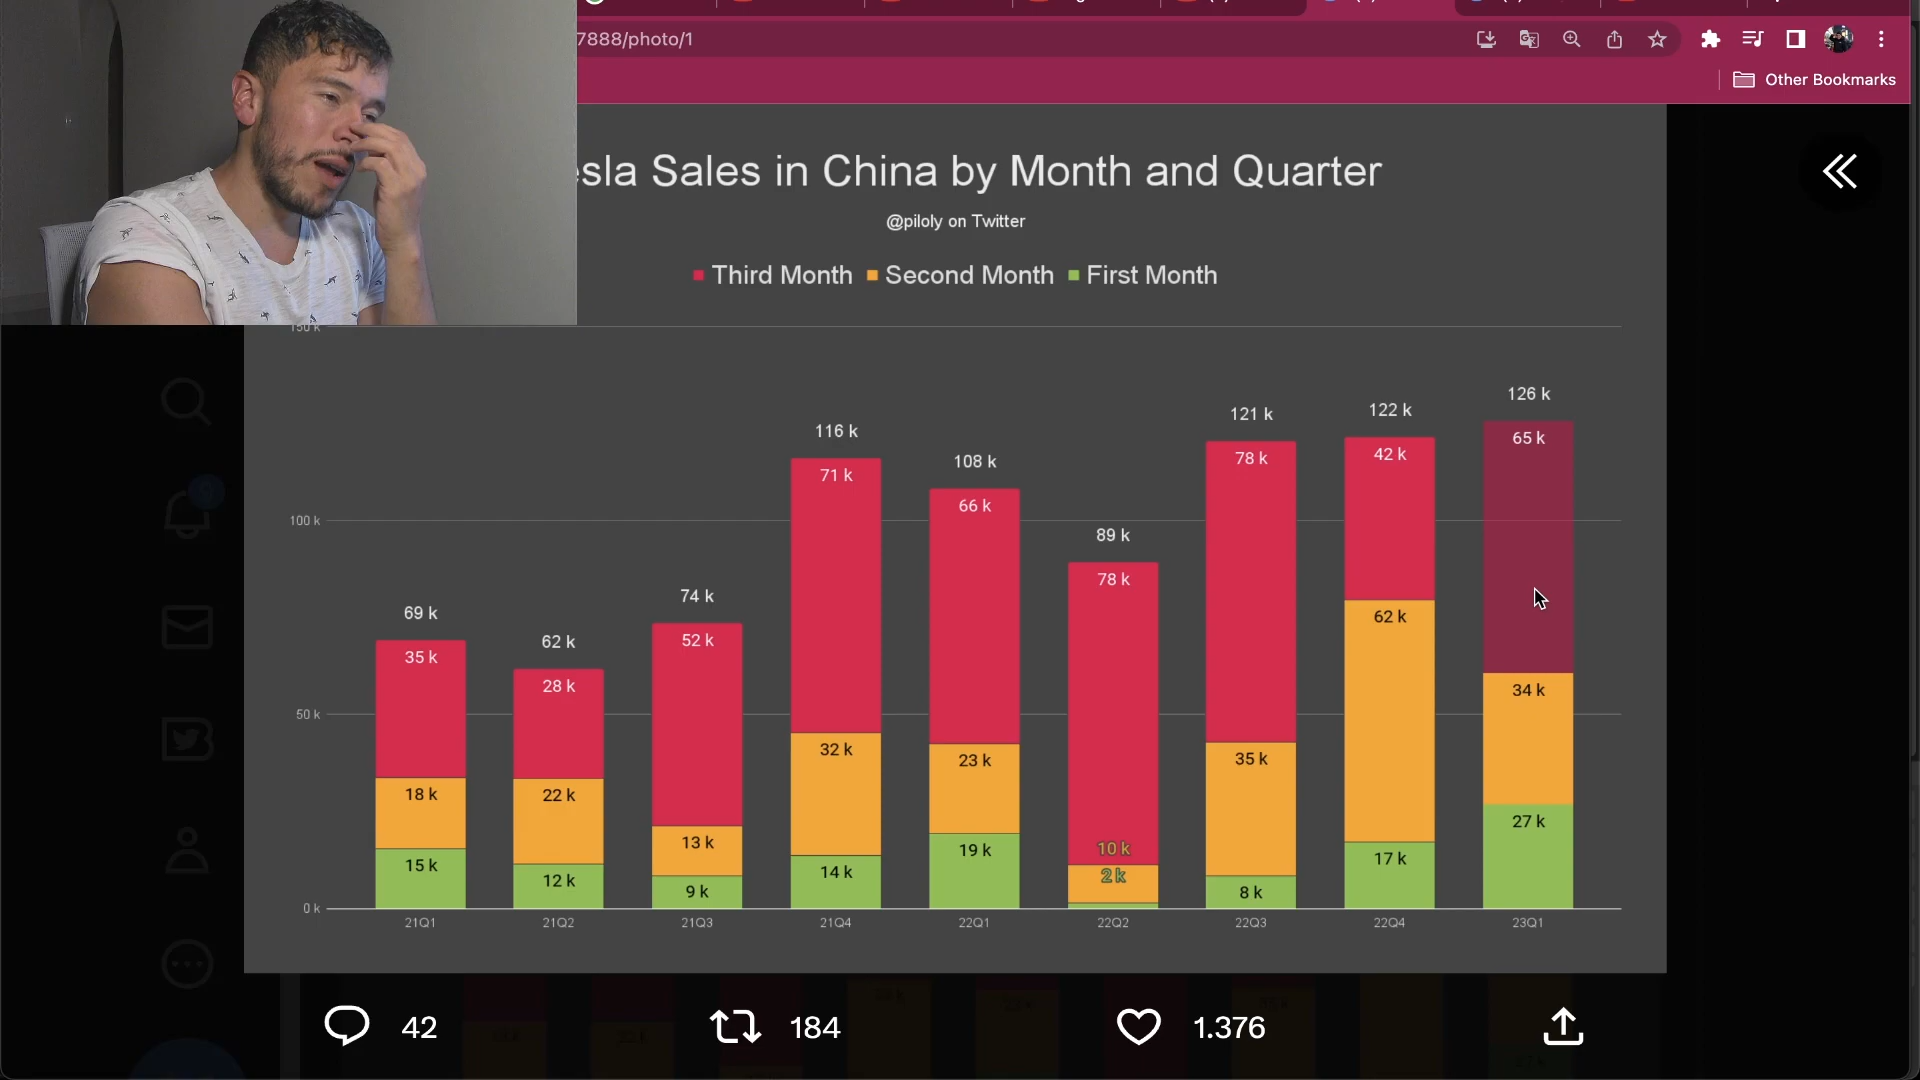 7888/photo/1
Other Bookmarks
esla Sales in China by Month and Quarter
@piloly on Twitter
Third Month Second Month First Month
150 k
126 k
121 k
122 k
65 k
116 k
78 k
42 k
71 k
108 k
66 k
100 k
89 k
78 k
74 k
69 k
62 k
52 k
62 k
35 k
28 k
34 k
50 k
32 k
23 k
35 k
18 k
22 k
13 k
10 k
27 k
15 k
12 k
9 k
14 k
19 k
2 k
8 k
17 k
0 k
21Q1 21Q2 21Q3 21Q4 22Q1 22Q2 22Q3 22Q4 23Q1
42 184 1.376